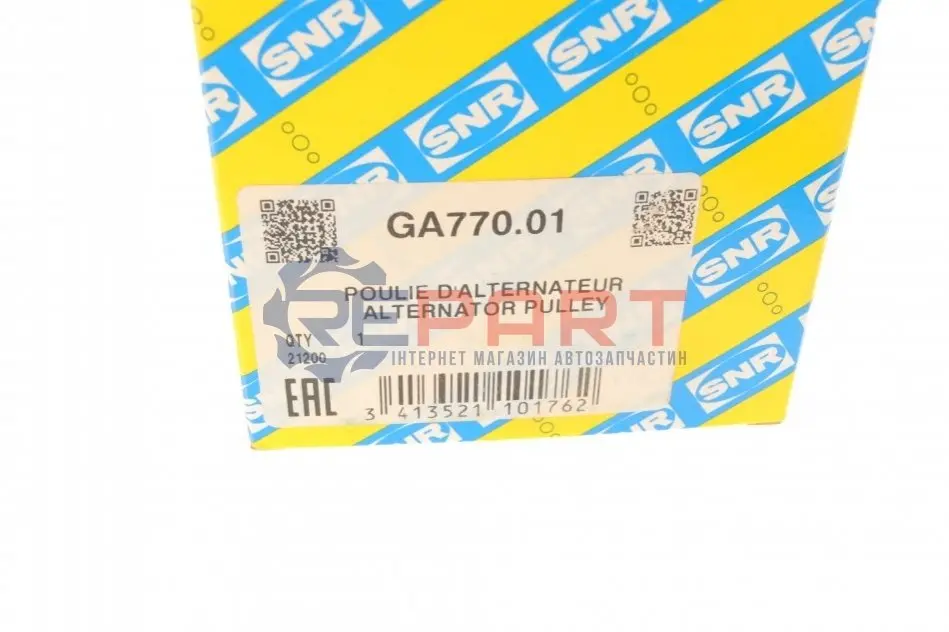 SNR
SNR
SNR
SNR
SNR
SNR
SNR
GA770.01
POULIE D'ALTERNATEUR
ALTERNATOR PULLEY
REPART
ІНТЕРНЕТ МАГАЗИН АВТОЗАПЧАСТИН
QTY 1
21200
EAC
3 413521 101762